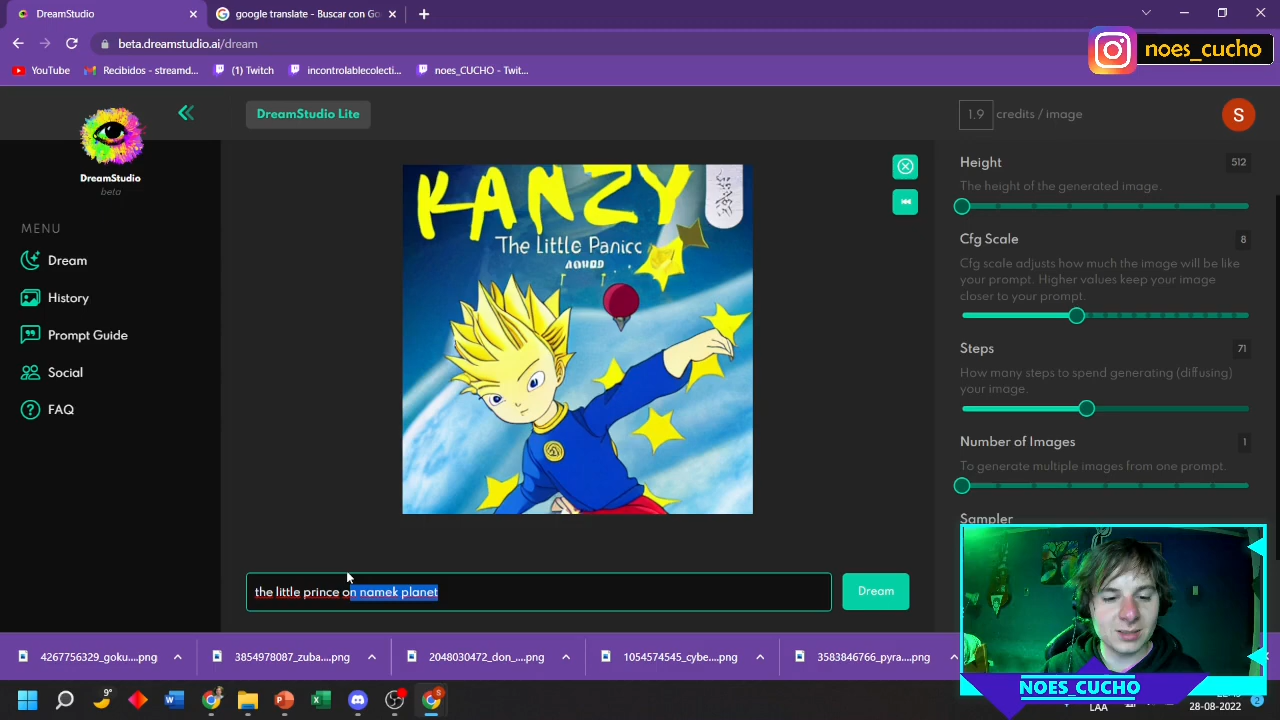 DreamStudio
google translate - Buscar con Go
beta.dreamstudio.ai/dream
noes_cucho
YouTube
Recibidos - streamd...
(1) Twitch
incontrolablecolecti...
noes_CUCHO - Twit...
DreamStudio Lite
1.9 credits / image
S
DreamStudio
beta
MENU
Dream
History
Prompt Guide
Social
FAQ
KANZY
The Little Panicc
Height 512
The height of the generated image.
Cfg Scale 8
Cfg scale adjusts how much the image will be like
your prompt. Higher values keep your image
closer to your prompt.
Steps 71
How many steps to spend generating (diffusing)
your image.
Number of Images 1
To generate multiple images from one prompt.
Sampler
the little prince on namek planet
Dream
4267756329_goku....png
3854978087_zuba....png
2048030472_don_....png
1054574545_cybe....png
3583846766_pyra....png
NOES_CUCHO
9°
LAA
28-08-2022
2